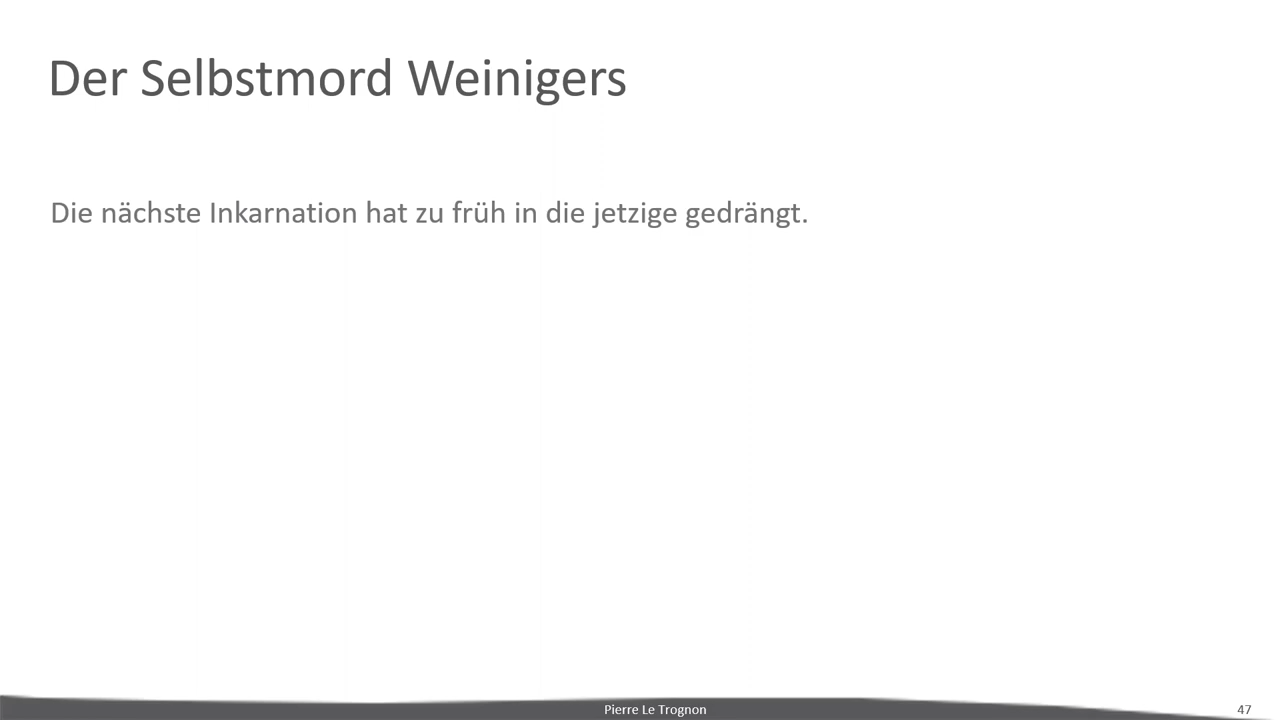 Der Selbstmord Weinigers
Die nächste Inkarnation hat zu früh in die jetzige gedrängt.
Pierre Le Trognon
47